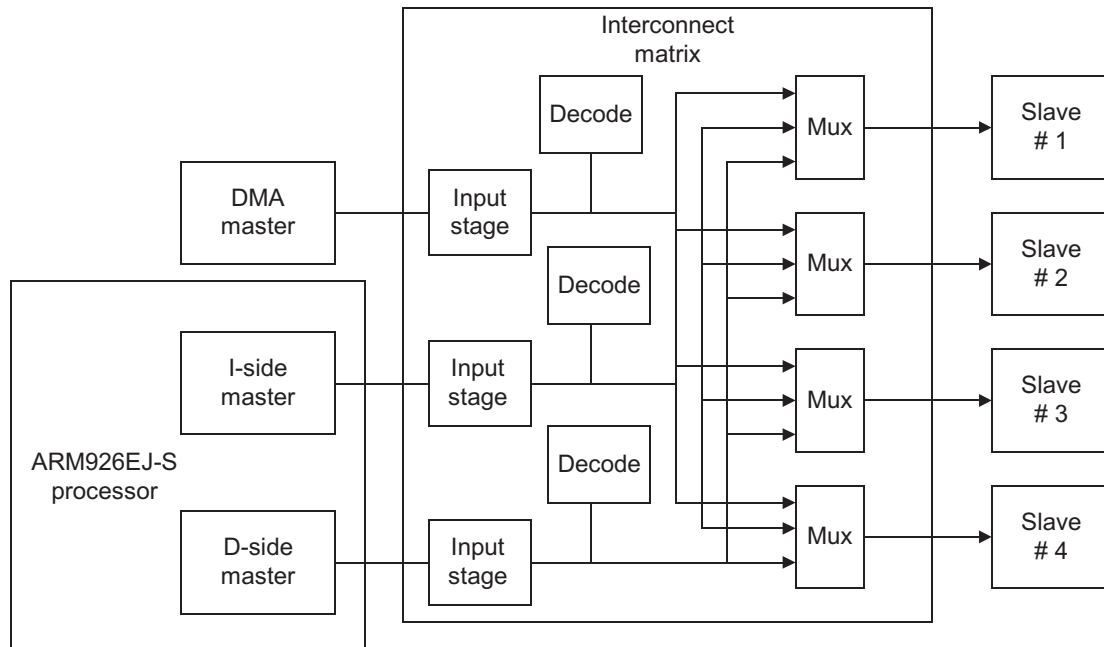 Interconnect
matrix
Decode
Mux
Slave
# 1
DMA
master
Input
stage
Mux
Slave
# 2
Decode
I-side
master
Input
stage
Mux
Slave
# 3
ARM926EJ-S
processor
Decode
D-side
master
Input
stage
Mux
Slave
# 4